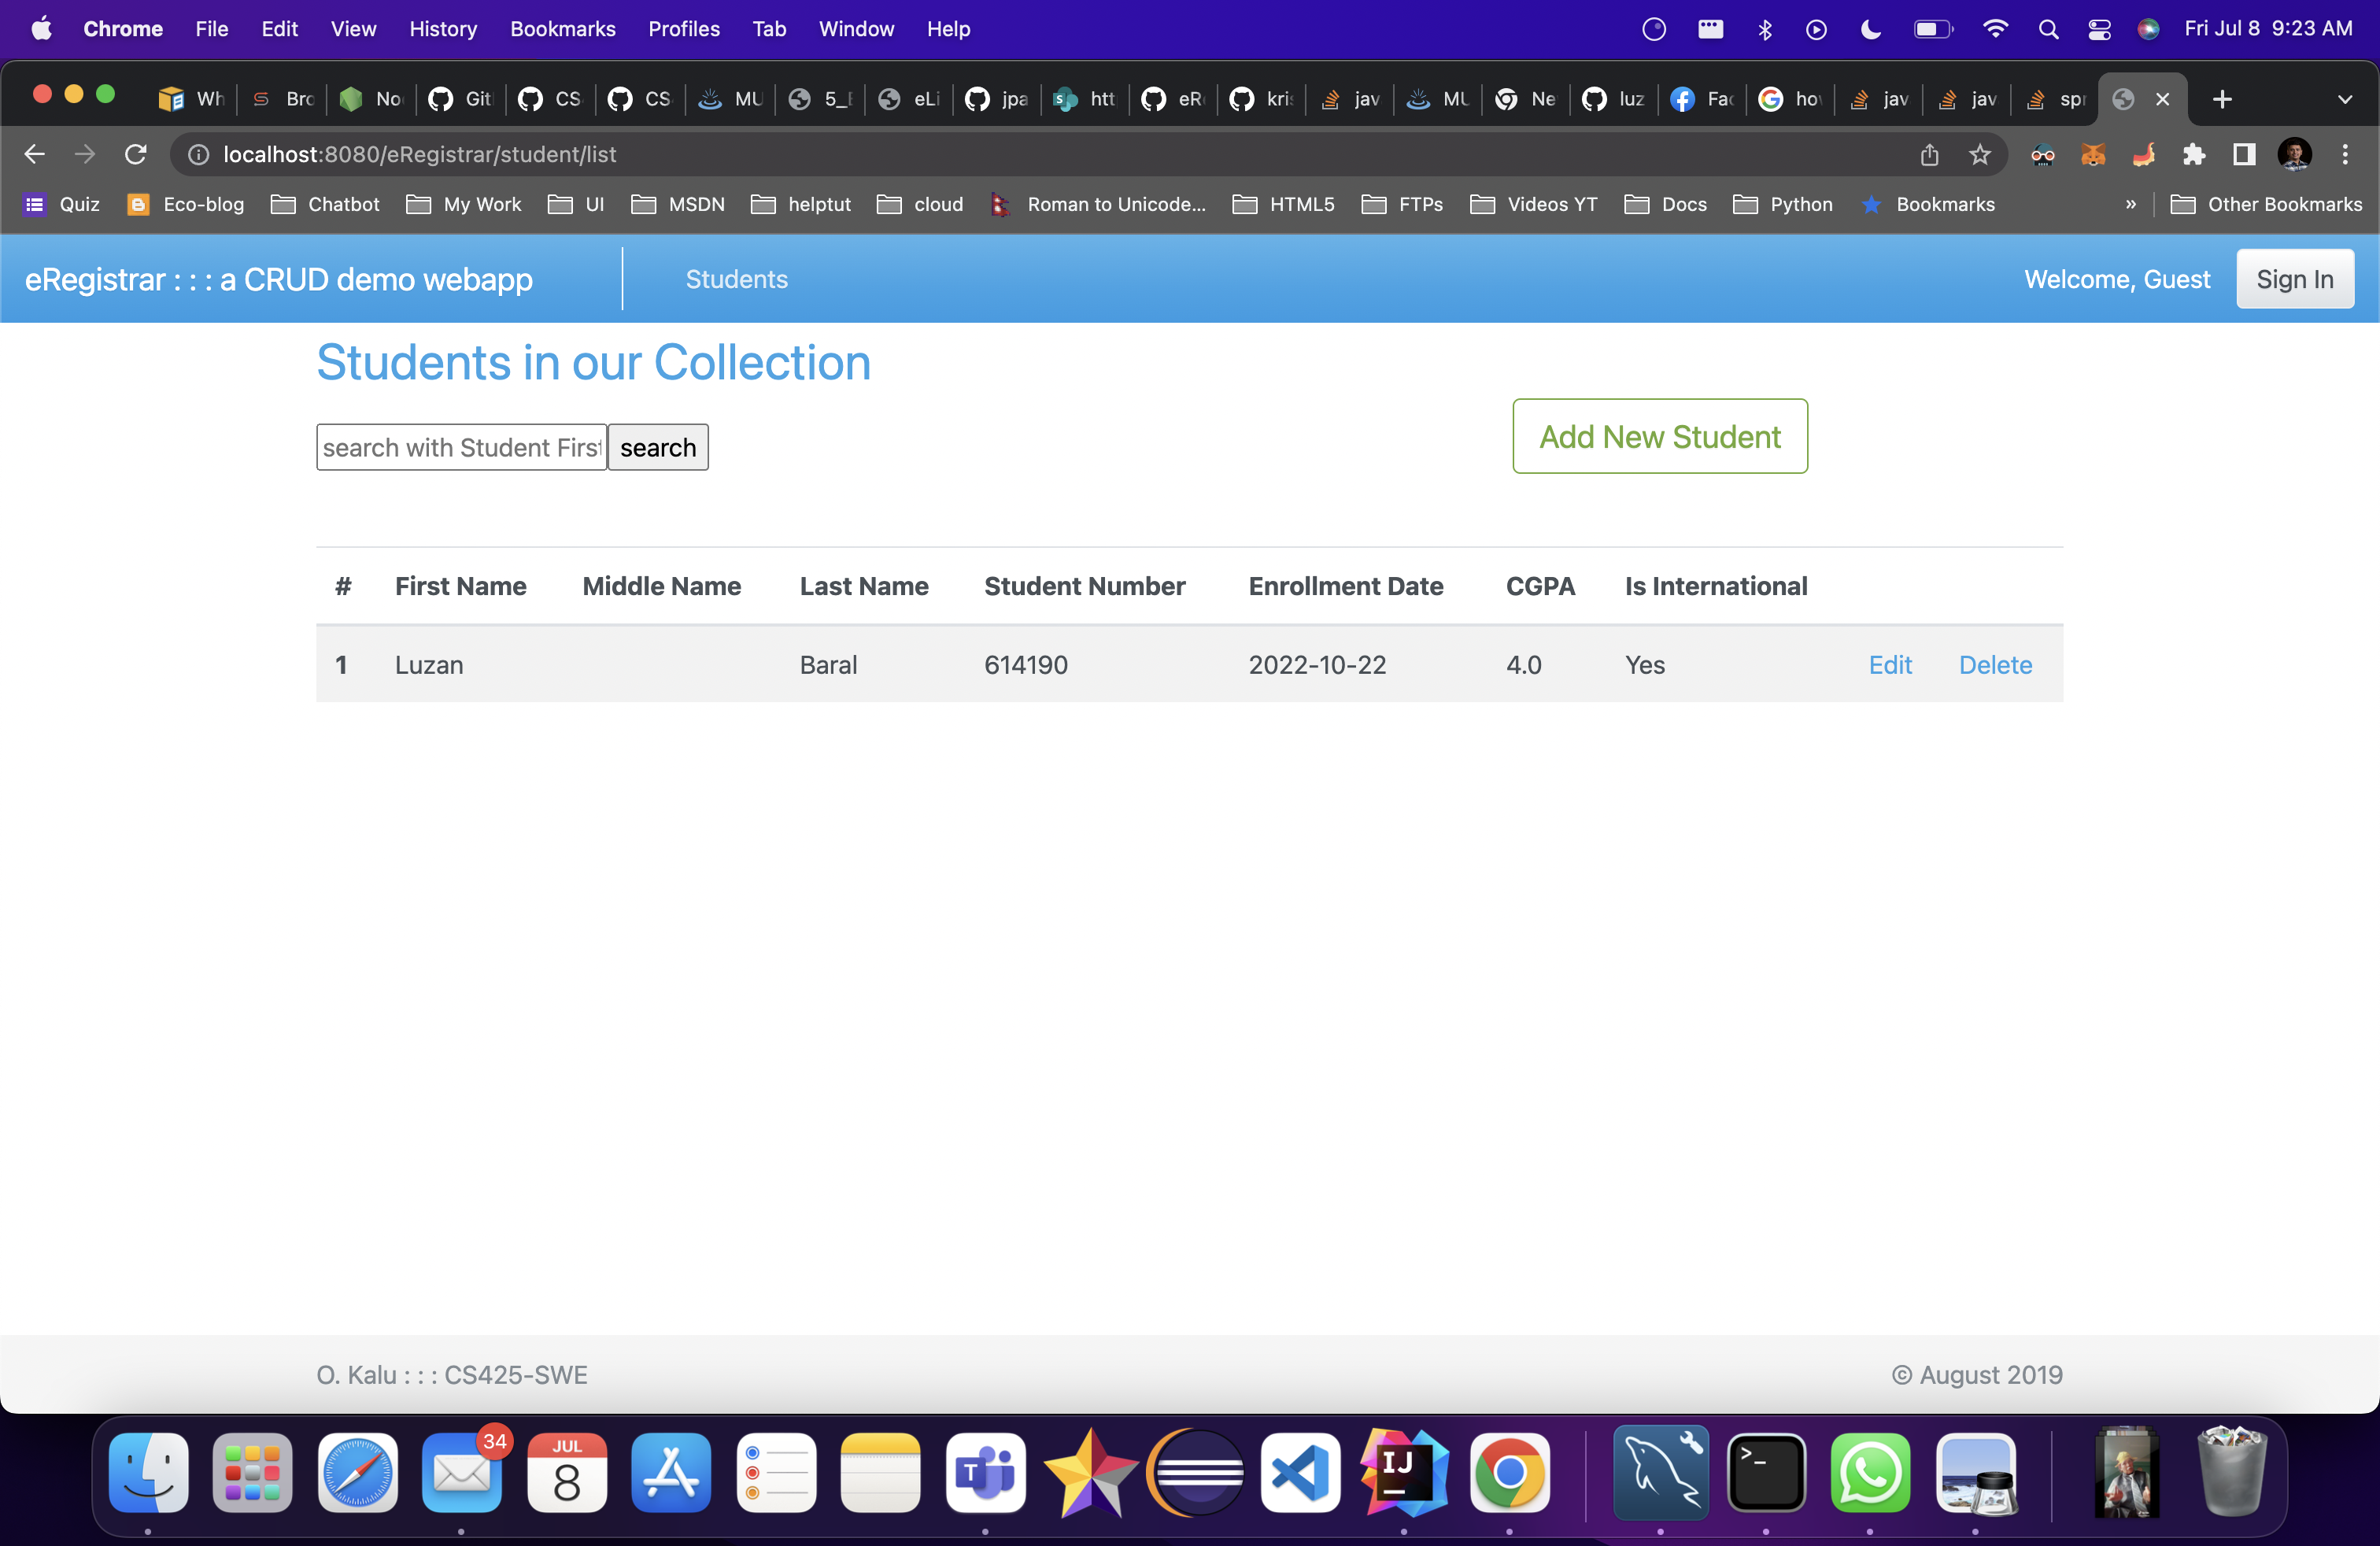 Chrome File Edit View History Bookmarks Profiles Tab Window Help Fri Jul 8 9:23 AM
Wh Bro No Git CS CS MU 5_E eLi jpa htt eR kris jav MU Ne luz Fac hov jav jav spr
localhost:8080/eRegistrar/student/list
Quiz Eco-blog Chatbot My Work UI MSDN helptut cloud Roman to Unicode... HTML5 FTPs Videos YT Docs Python Bookmarks » Other Bookmarks
eRegistrar : : : a CRUD demo webapp Students Welcome, Guest Sign In
Students in our Collection
search with Student First search Add New Student
# First Name Middle Name Last Name Student Number Enrollment Date CGPA Is International
1 Luzan Baral 614190 2022-10-22 4.0 Yes Edit Delete
O. Kalu : : : CS425-SWE © August 2019
34
JUL
8
T
IJ
>_